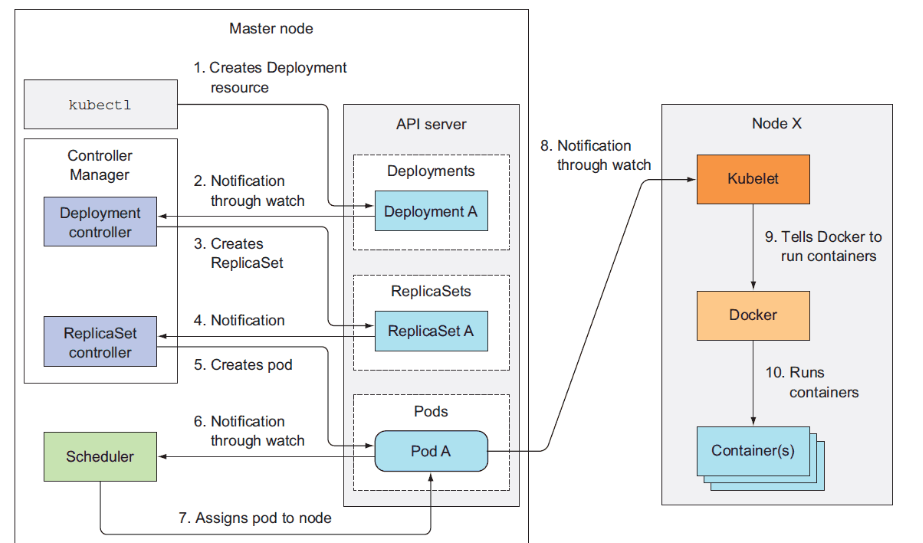 Master node
1. Creates Deployment
resource
kubectl
API server
Controller
Manager
Deployments
2. Notification
through watch
Deployment
controller
Deployment A
3. Creates
ReplicaSet
ReplicaSets
4. Notification
ReplicaSet
controller
ReplicaSet A
5. Creates pod
Pods
6. Notification
through watch
Scheduler
Pod A
7. Assigns pod to node
8. Notification
through watch
Node X
Kubelet
9. Tells Docker to
run containers
Docker
10. Runs
containers
Container(s)